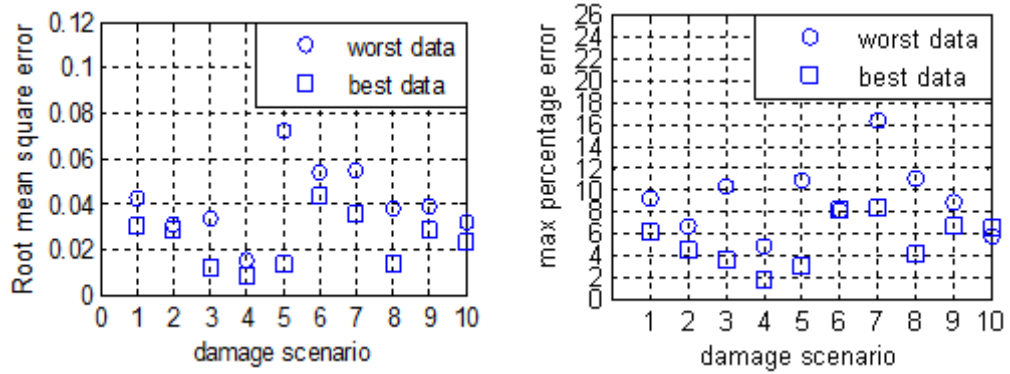 Root mean square error
0.12
0.1
0.08
0.06
0.04
0.02
0
worst data
best data
0 1 2 3 4 5 6 7 8 9 10
damage scenario
max percentage error
26
24
22
20
18
16
14
12
10
8
6
4
2
0
worst data
best data
1 2 3 4 5 6 7 8 9 10
damage scenario